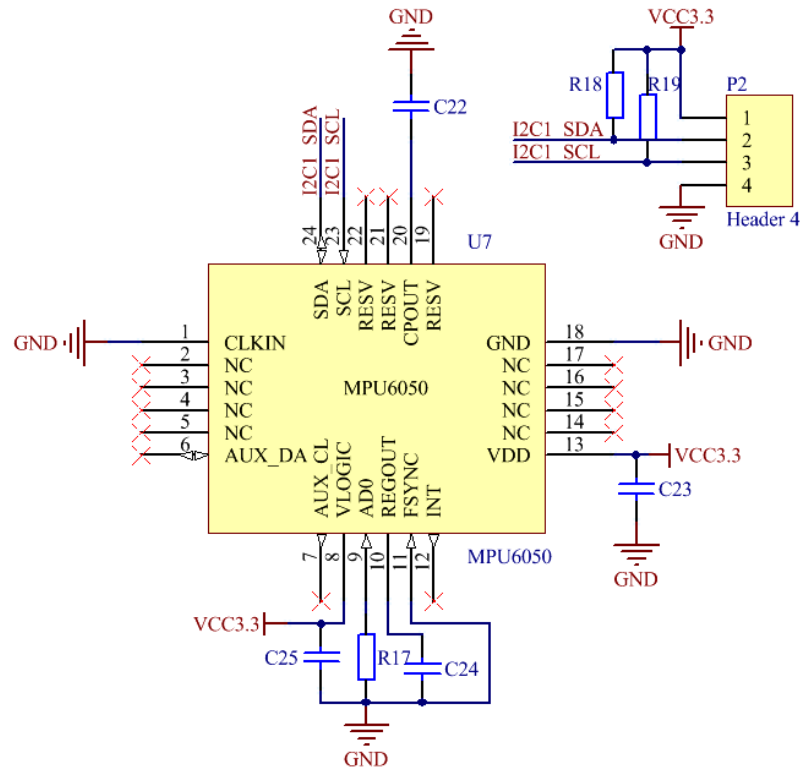 GND
VCC3.3
R18
R19
P2
C22
I2C1_SDA
I2C1_SCL
I2C1 SDA
I2C1 SCL
1
2
3
4
Header 4
GND
24
23
22
21
20
19
U7
SDA
SCL
RESV
RESV
CPOUT
RESV
GND
1
CLKIN
GND
18
GND
2
NC
NC
17
3
NC
NC
16
MPU6050
4
NC
NC
15
5
NC
NC
14
6
AUX_DA
VDD
13
VCC3.3
AUX_CL
VLOGIC
AD0
REGOUT
FSYNC
INT
C23
7
8
9
10
11
12
MPU6050
GND
VCC3.3
C25
R17
C24
GND